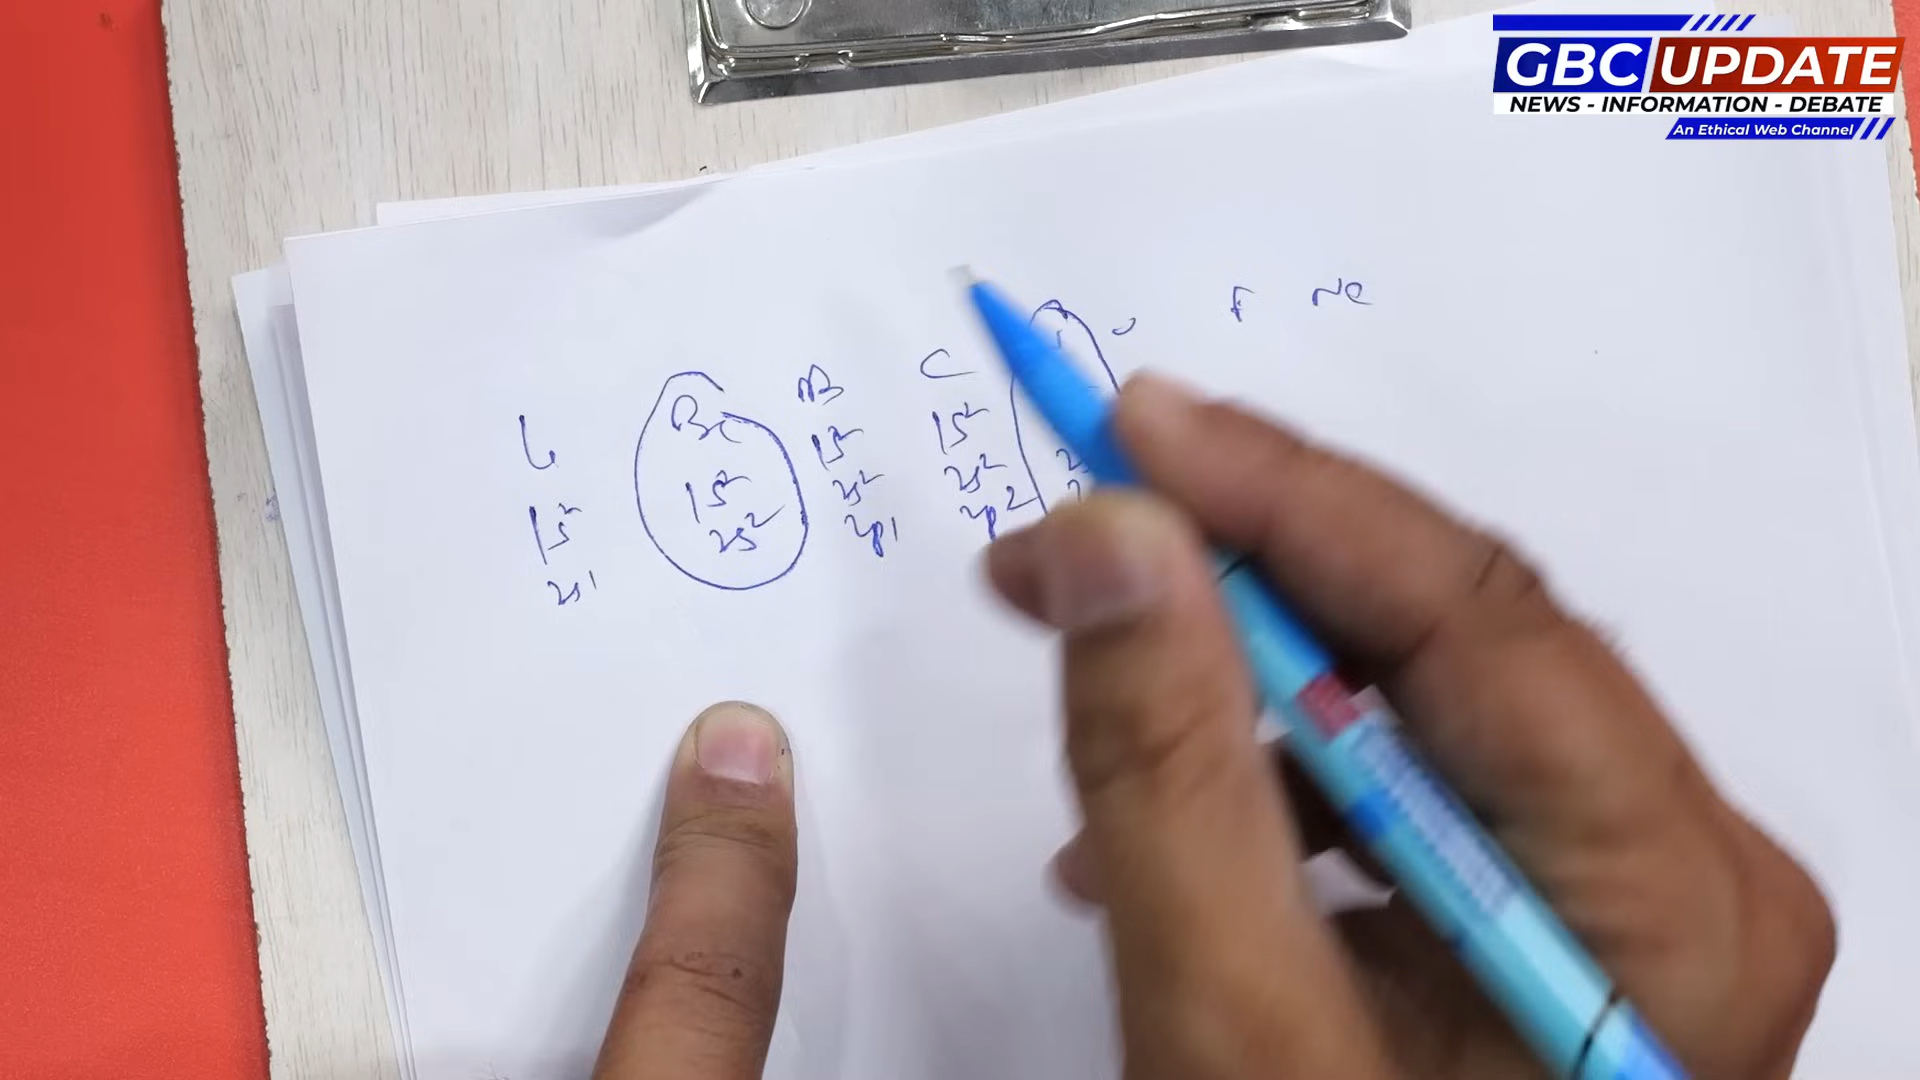 GBC UPDATE
NEWS - INFORMATION - DEBATE
An Ethical Web Channel
Li Be B C O F Ne
1s² 1s² 1s² 1s²
2s¹ 2s² 2s² 2s²
2p¹ 2p²